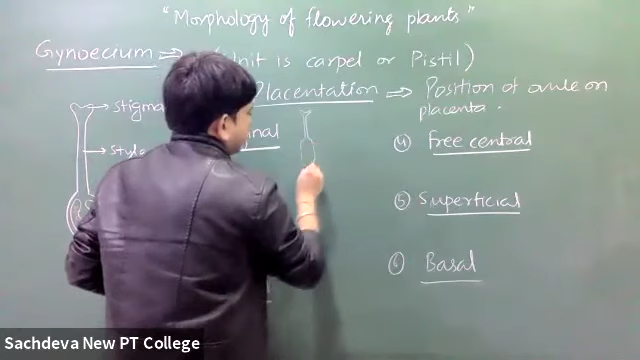 "Morphology of flowering plants"
Gynoecium ⇒ Unit is carpel or Pistil)
Placentation ⇒ Position of ovule on
placenta.
Stigma
Style
(4) free central
(5) Superficial
(6) Basal
Sachdeva New PT College